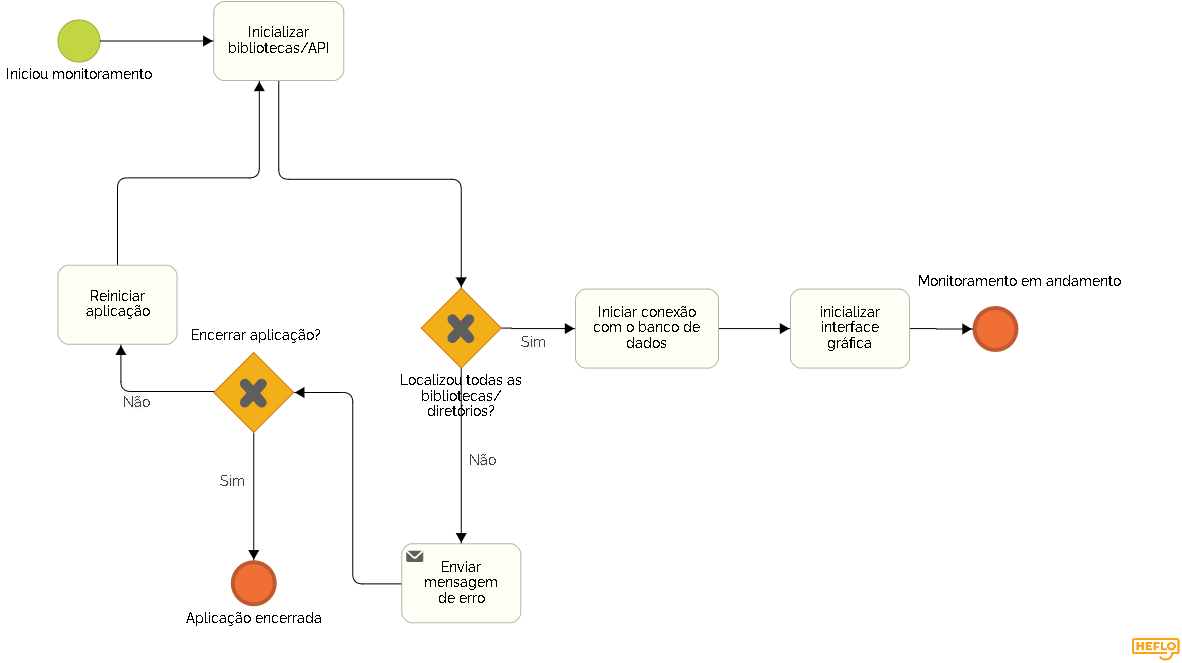 Inicializar
bibliotecas/API
Iniciou monitoramento
Reiniciar
aplicação
Encerrar aplicação?
Não
Sim
Aplicação encerrada
Localizou todas as
bibliotecas/
diretórios?
Sim
Não
Enviar
mensagem
de erro
Iniciar conexão
com o banco de
dados
inicializar
interface
gráfica
Monitoramento em andamento
HEFLO